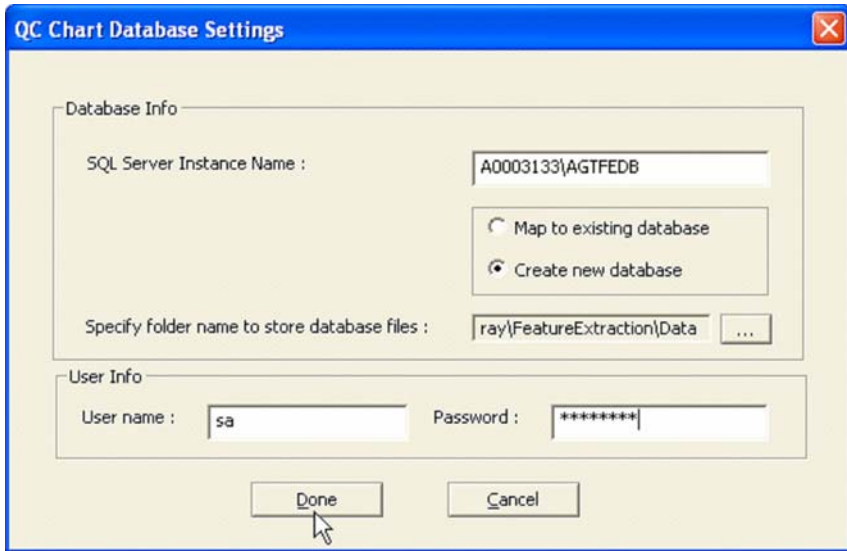 QC Chart Database Settings
Database Info
SQL Server Instance Name :
A0003133\AGTFEDB
Map to existing database
Create new database
Specify folder name to store database files :
ray\FeatureExtraction\Data
...
User Info
User name :
sa
Password :
********
Done
Cancel